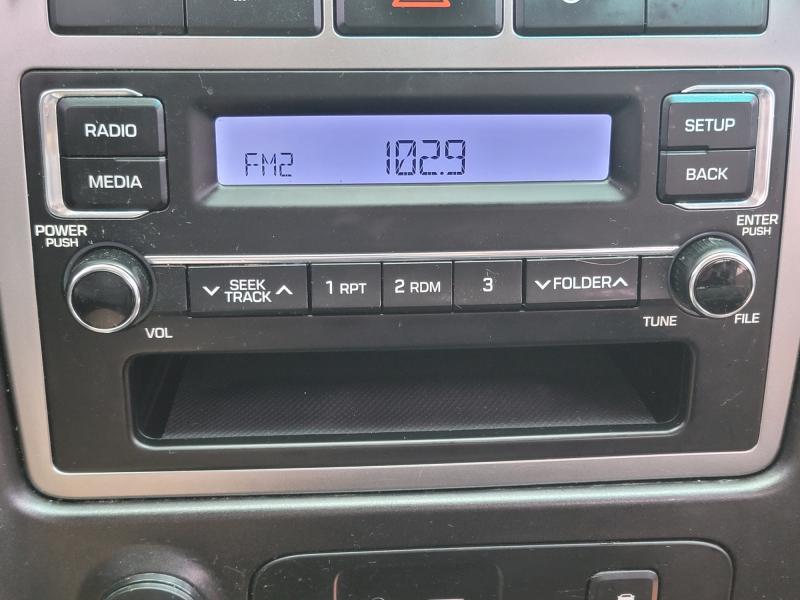 RADIO
MEDIA
FM2 102.9
SETUP
BACK
POWER
PUSH
ENTER
PUSH
SEEK
TRACK
1 RPT
2 RDM
3
FOLDER
VOL
TUNE
FILE